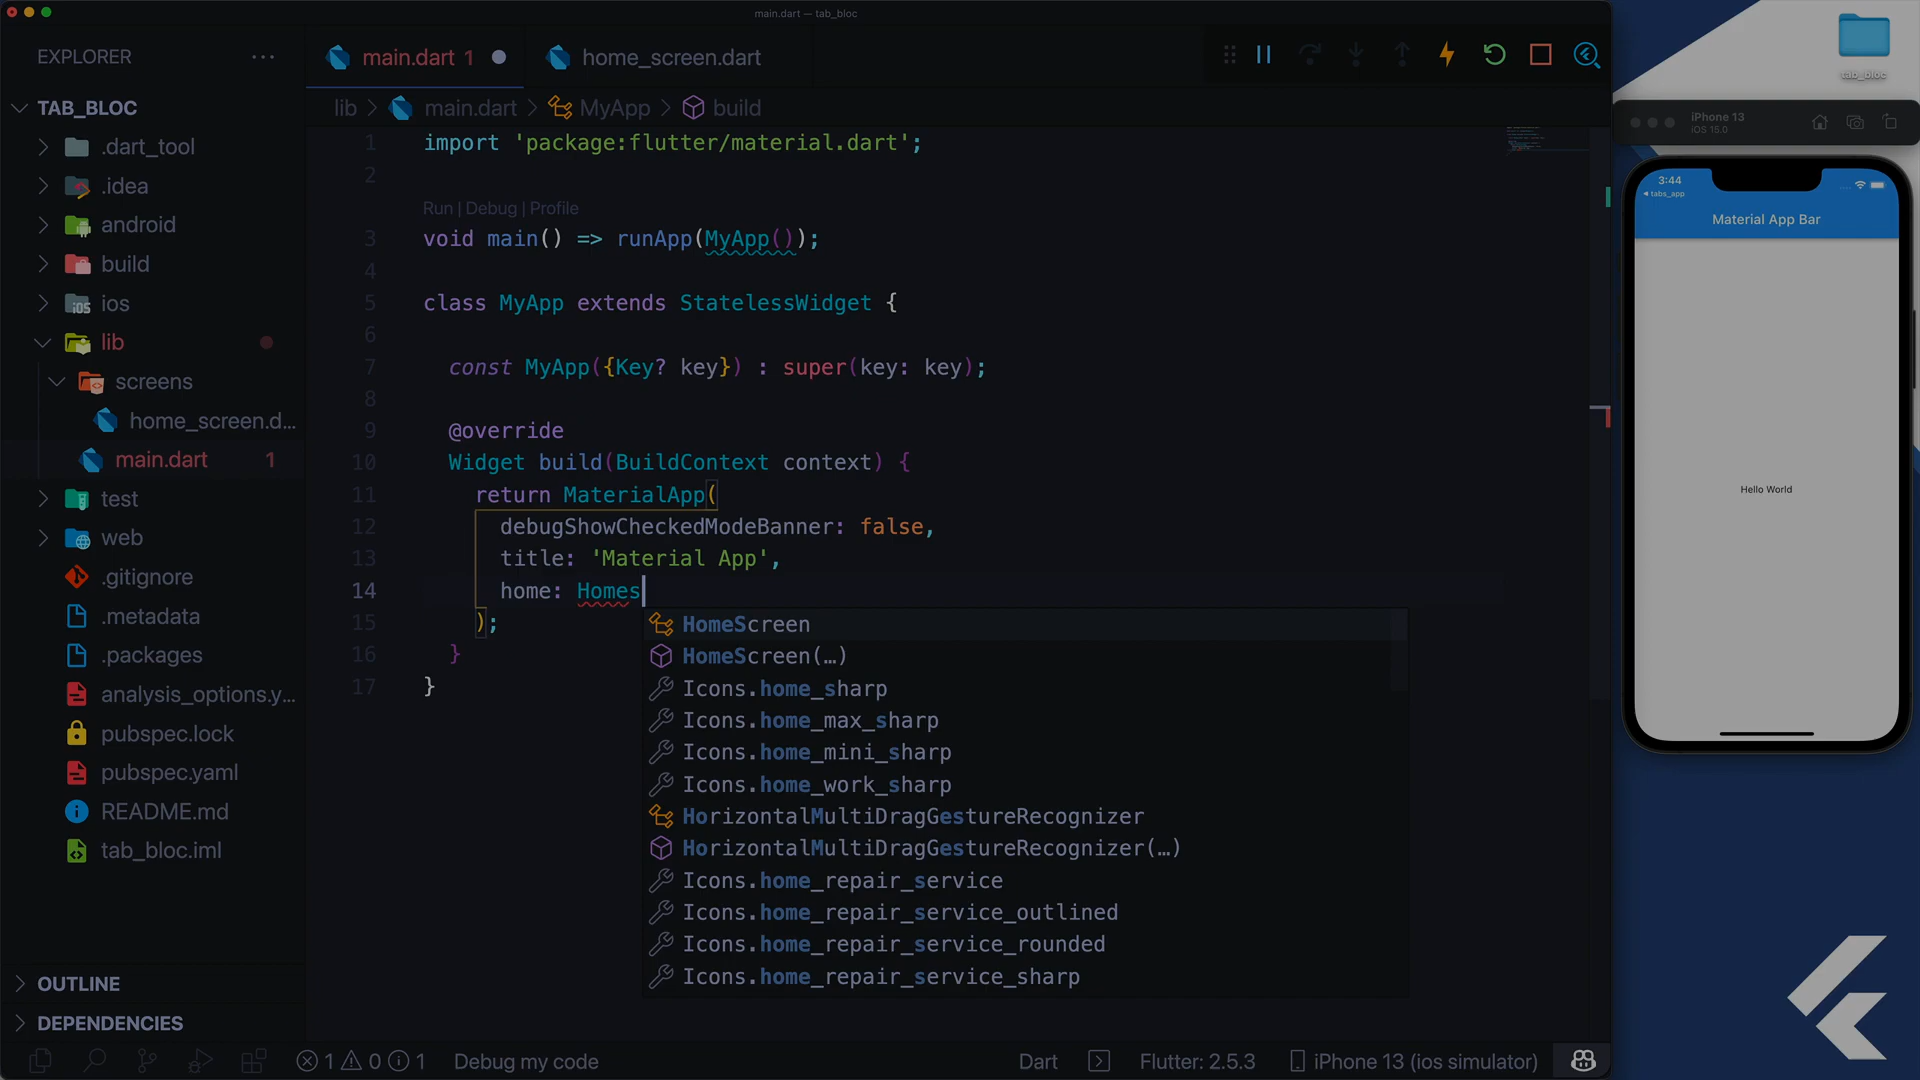 main.dart — tab_bloc
EXPLORER
main.dart 1
home_screen.dart
TAB_BLOC
.dart_tool
.idea
android
build
ios
lib
screens
home_screen.d...
main.dart 1
test
web
.gitignore
.metadata
.packages
analysis_options.y...
pubspec.lock
pubspec.yaml
README.md
tab_bloc.iml
OUTLINE
DEPENDENCIES
lib > main.dart > MyApp > build
1 import 'package:flutter/material.dart';
2
Run | Debug | Profile
3 void main() => runApp(MyApp());
4
5 class MyApp extends StatelessWidget {
6
7 const MyApp({Key? key}) : super(key: key);
8
9 @override
10 Widget build(BuildContext context) {
11 return MaterialApp(
12 debugShowCheckedModeBanner: false,
13 title: 'Material App',
14 home: Homes
15 );
16 }
17 }
HomeScreen
HomeScreen(…)
Icons.home_sharp
Icons.home_max_sharp
Icons.home_mini_sharp
Icons.home_work_sharp
HorizontalMultiDragGestureRecognizer
HorizontalMultiDragGestureRecognizer(…)
Icons.home_repair_service
Icons.home_repair_service_outlined
Icons.home_repair_service_rounded
Icons.home_repair_service_sharp
1 0 1 Debug my code
Dart
Flutter: 2.5.3
iPhone 13 (ios simulator)
tab_bloc
iPhone 13
iOS 15.0
3:44
tabs_app
Material App Bar
Hello World